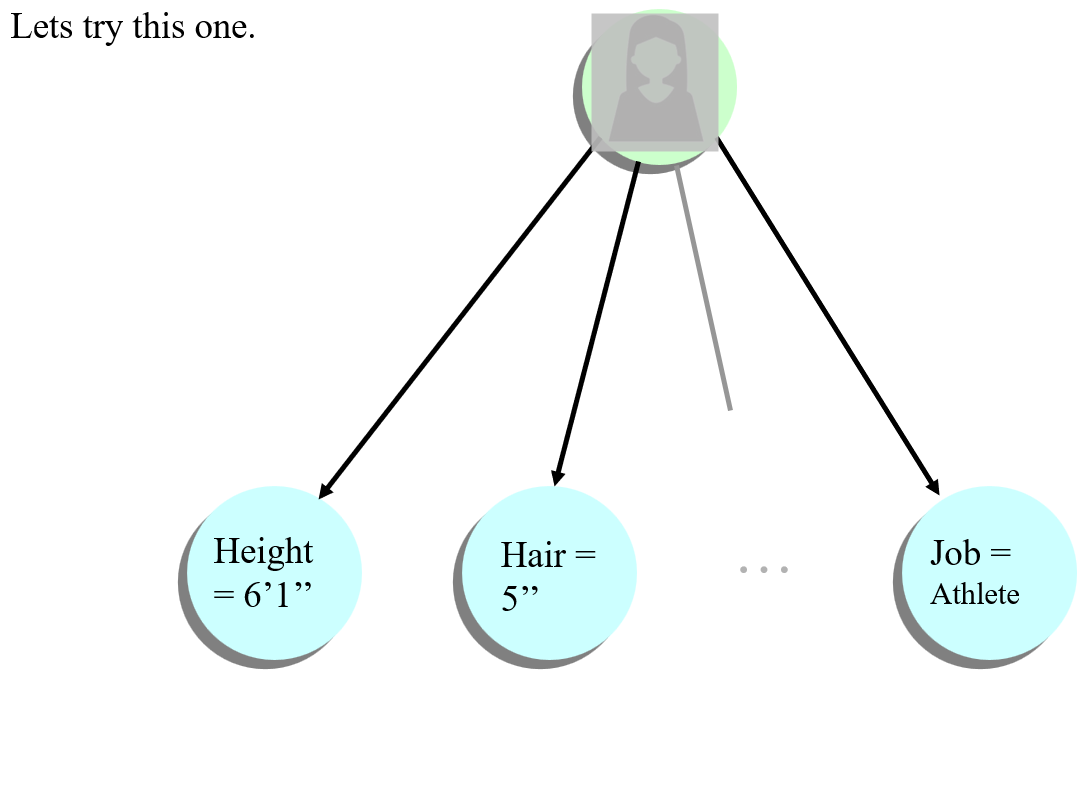 Lets try this one.
Height
= 6’1’’
Hair =
5’’
...
Job =
Athlete